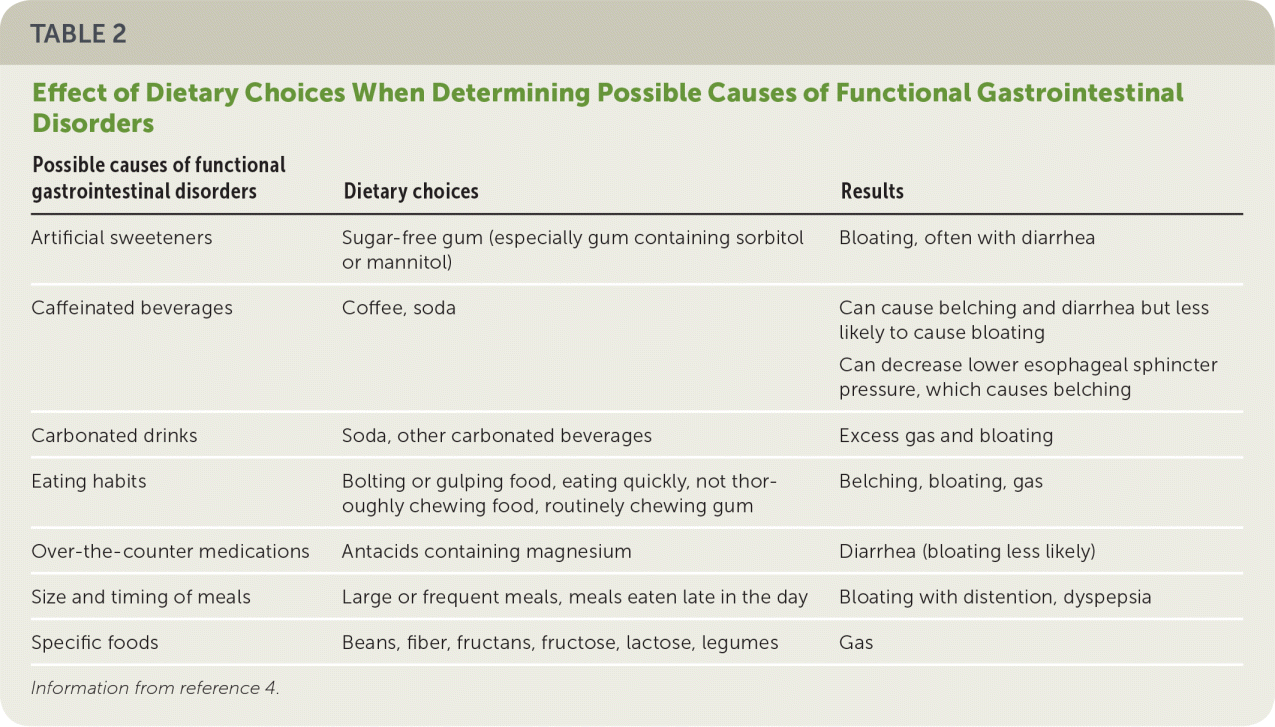 TABLE 2
Effect of Dietary Choices When Determining Possible Causes of Functional Gastrointestinal
Disorders
Possible causes of functional
gastrointestinal disorders
Dietary choices
Results
Artificial sweeteners
Sugar-free gum (especially gum containing sorbitol
or mannitol)
Bloating, often with diarrhea
Caffeinated beverages
Coffee, soda
Can cause belching and diarrhea but less
likely to cause bloating
Can decrease lower esophageal sphincter
pressure, which causes belching
Carbonated drinks
Soda, other carbonated beverages
Excess gas and bloating
Eating habits
Bolting or gulping food, eating quickly, not thor-
oughly chewing food, routinely chewing gum
Belching, bloating, gas
Over-the-counter medications
Antacids containing magnesium
Diarrhea (bloating less likely)
Size and timing of meals
Large or frequent meals, meals eaten late in the day
Bloating with distention, dyspepsia
Specific foods
Beans, fiber, fructans, fructose, lactose, legumes
Gas
Information from reference 4.